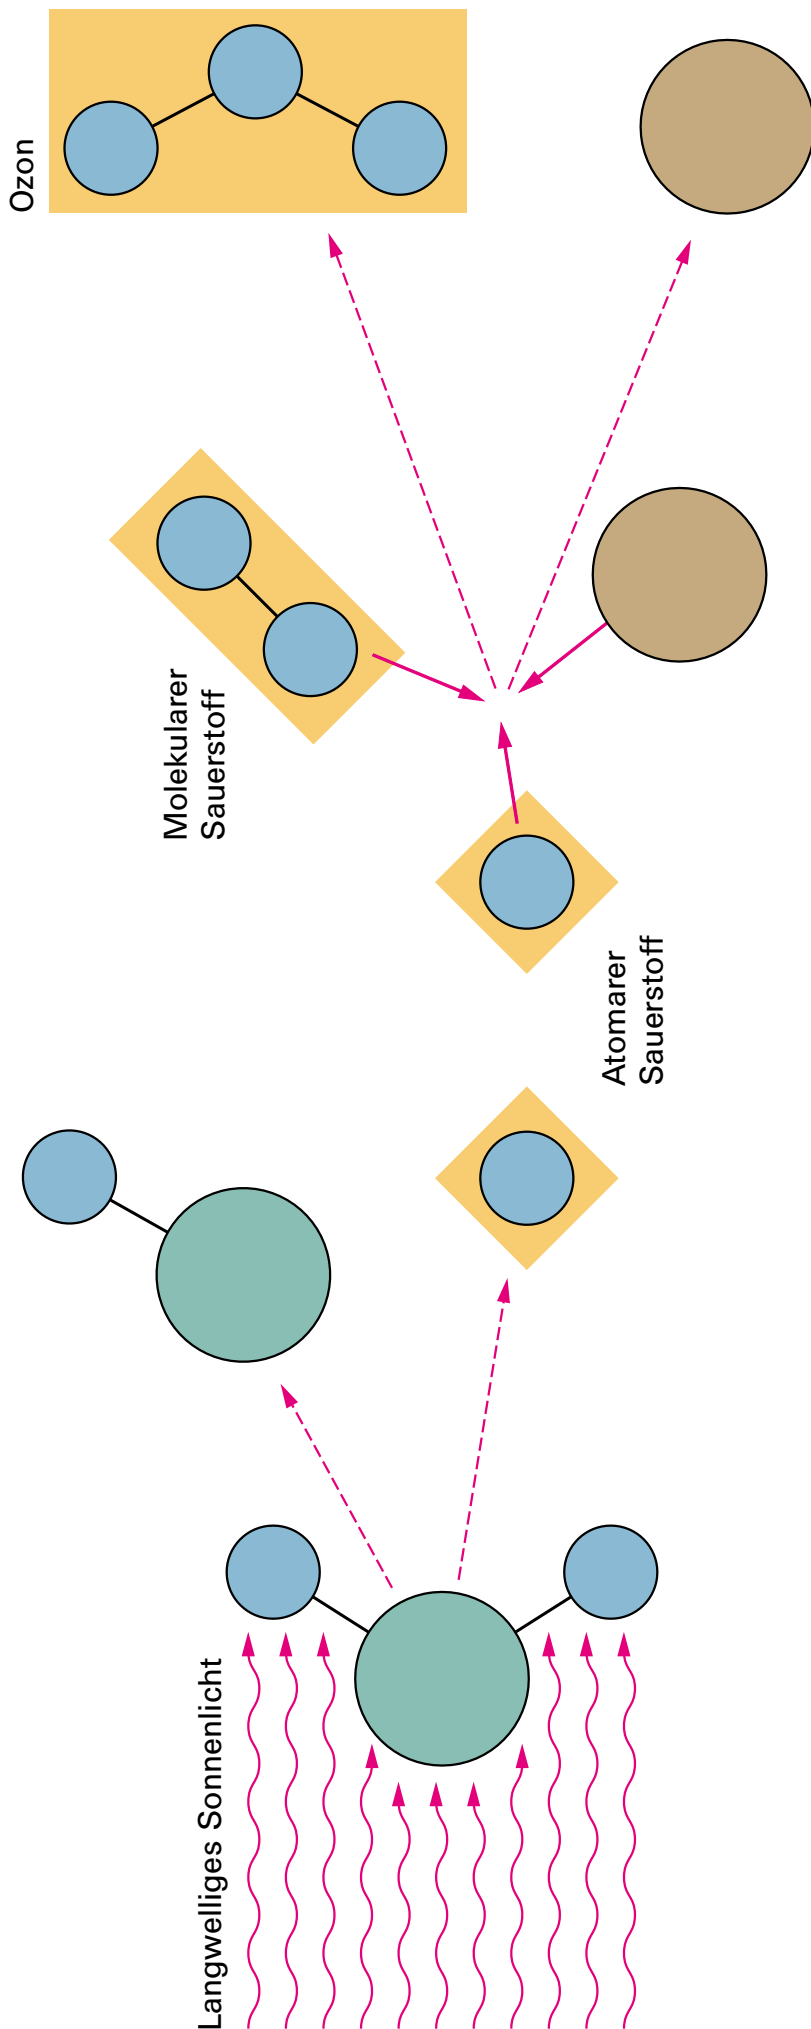 Langwelliges Sonnenlicht
Atomarer
Sauerstoff
Molekularer
Sauerstoff
Ozon